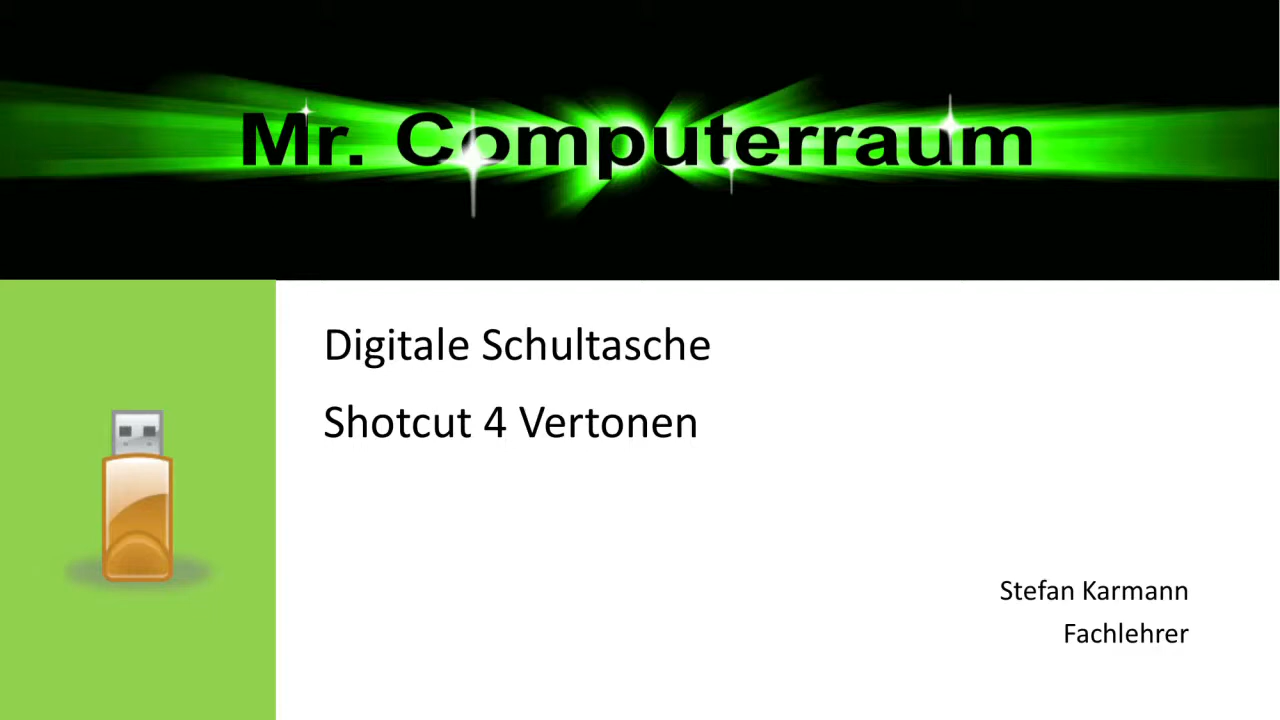 Mr. Computerraum
Digitale Schultasche
Shotcut 4 Vertonen
Stefan Karmann
Fachlehrer